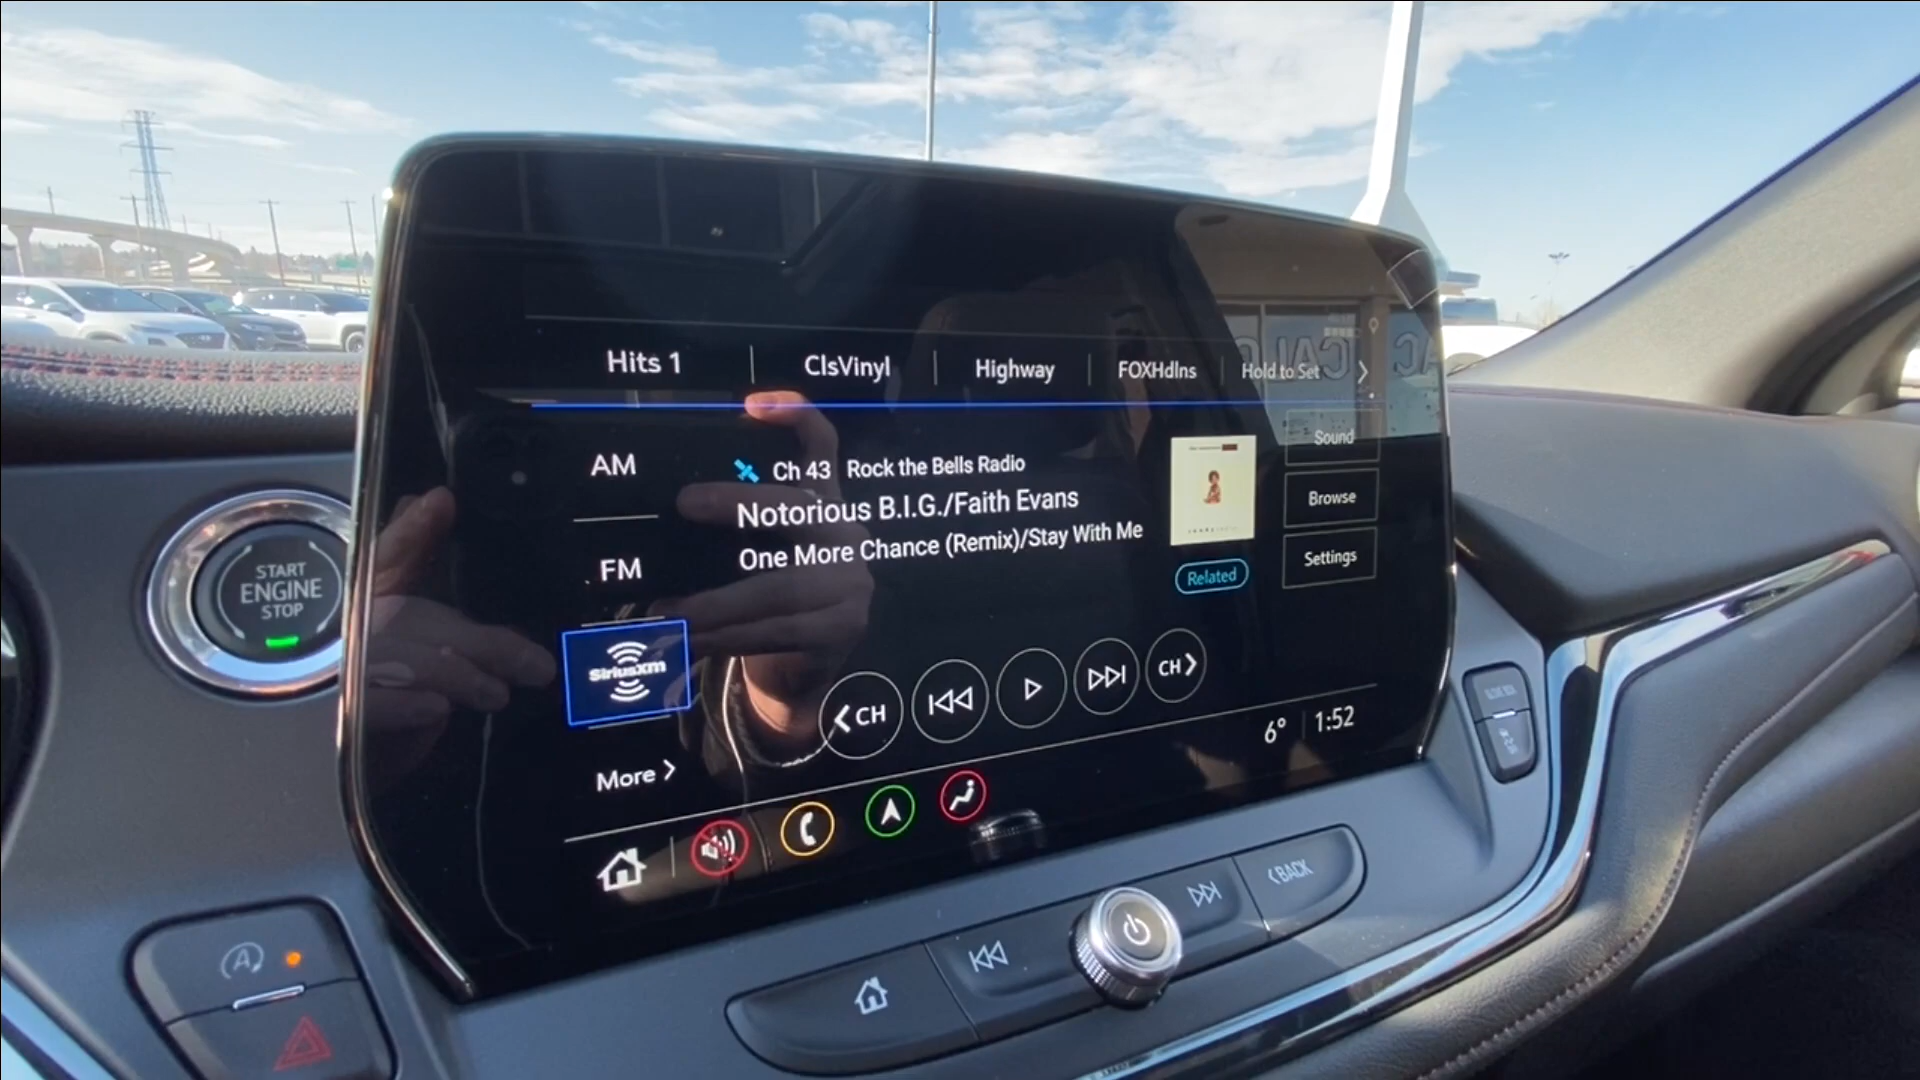 Hits 1
ClsVinyl
Highway
FOXHdlns
Hold to Set
Sound
AM
Ch 43 Rock the Bells Radio
Notorious B.I.G./Faith Evans
One More Chance (Remix)/Stay With Me
Browse
Settings
Related
FM
SiriusXM
CH
CH
More
6° 1:52
START
ENGINE
STOP
A
BACK